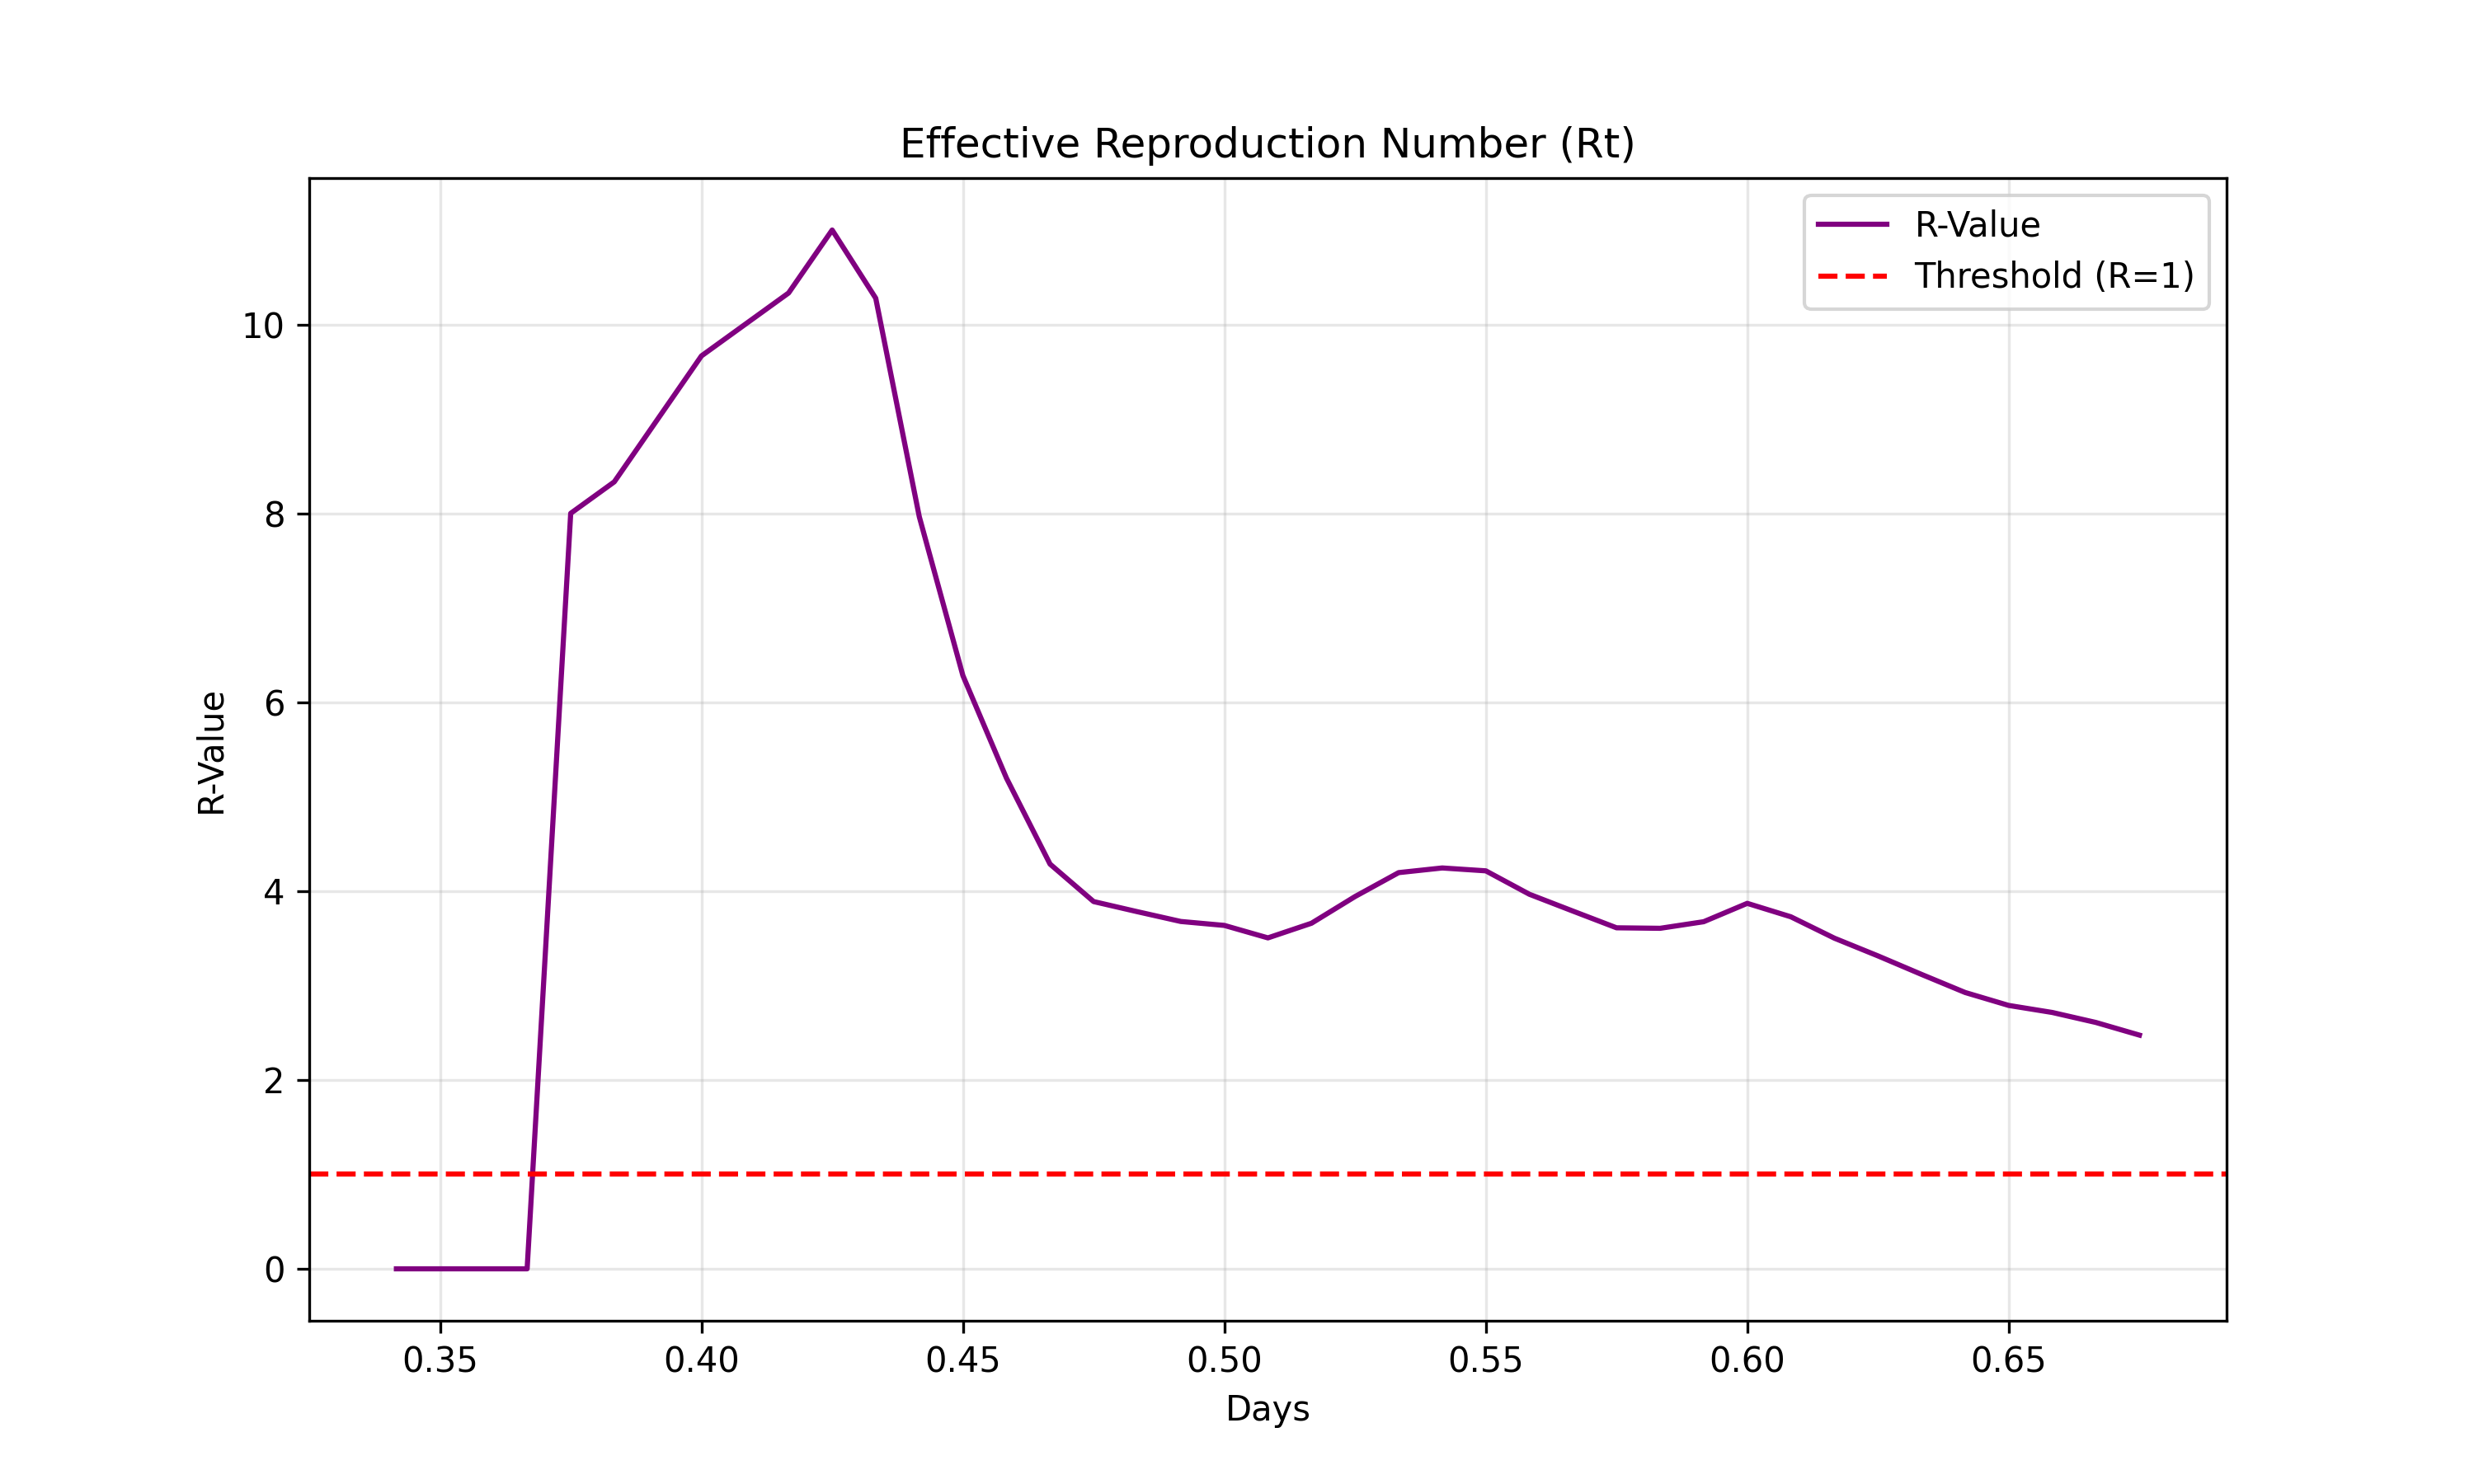 Effective Reproduction Number (Rt)
R-Value
Threshold (R=1)
10
8
6
4
2
0
R-Value
0.35 0.40 0.45 0.50 0.55 0.60 0.65
Days